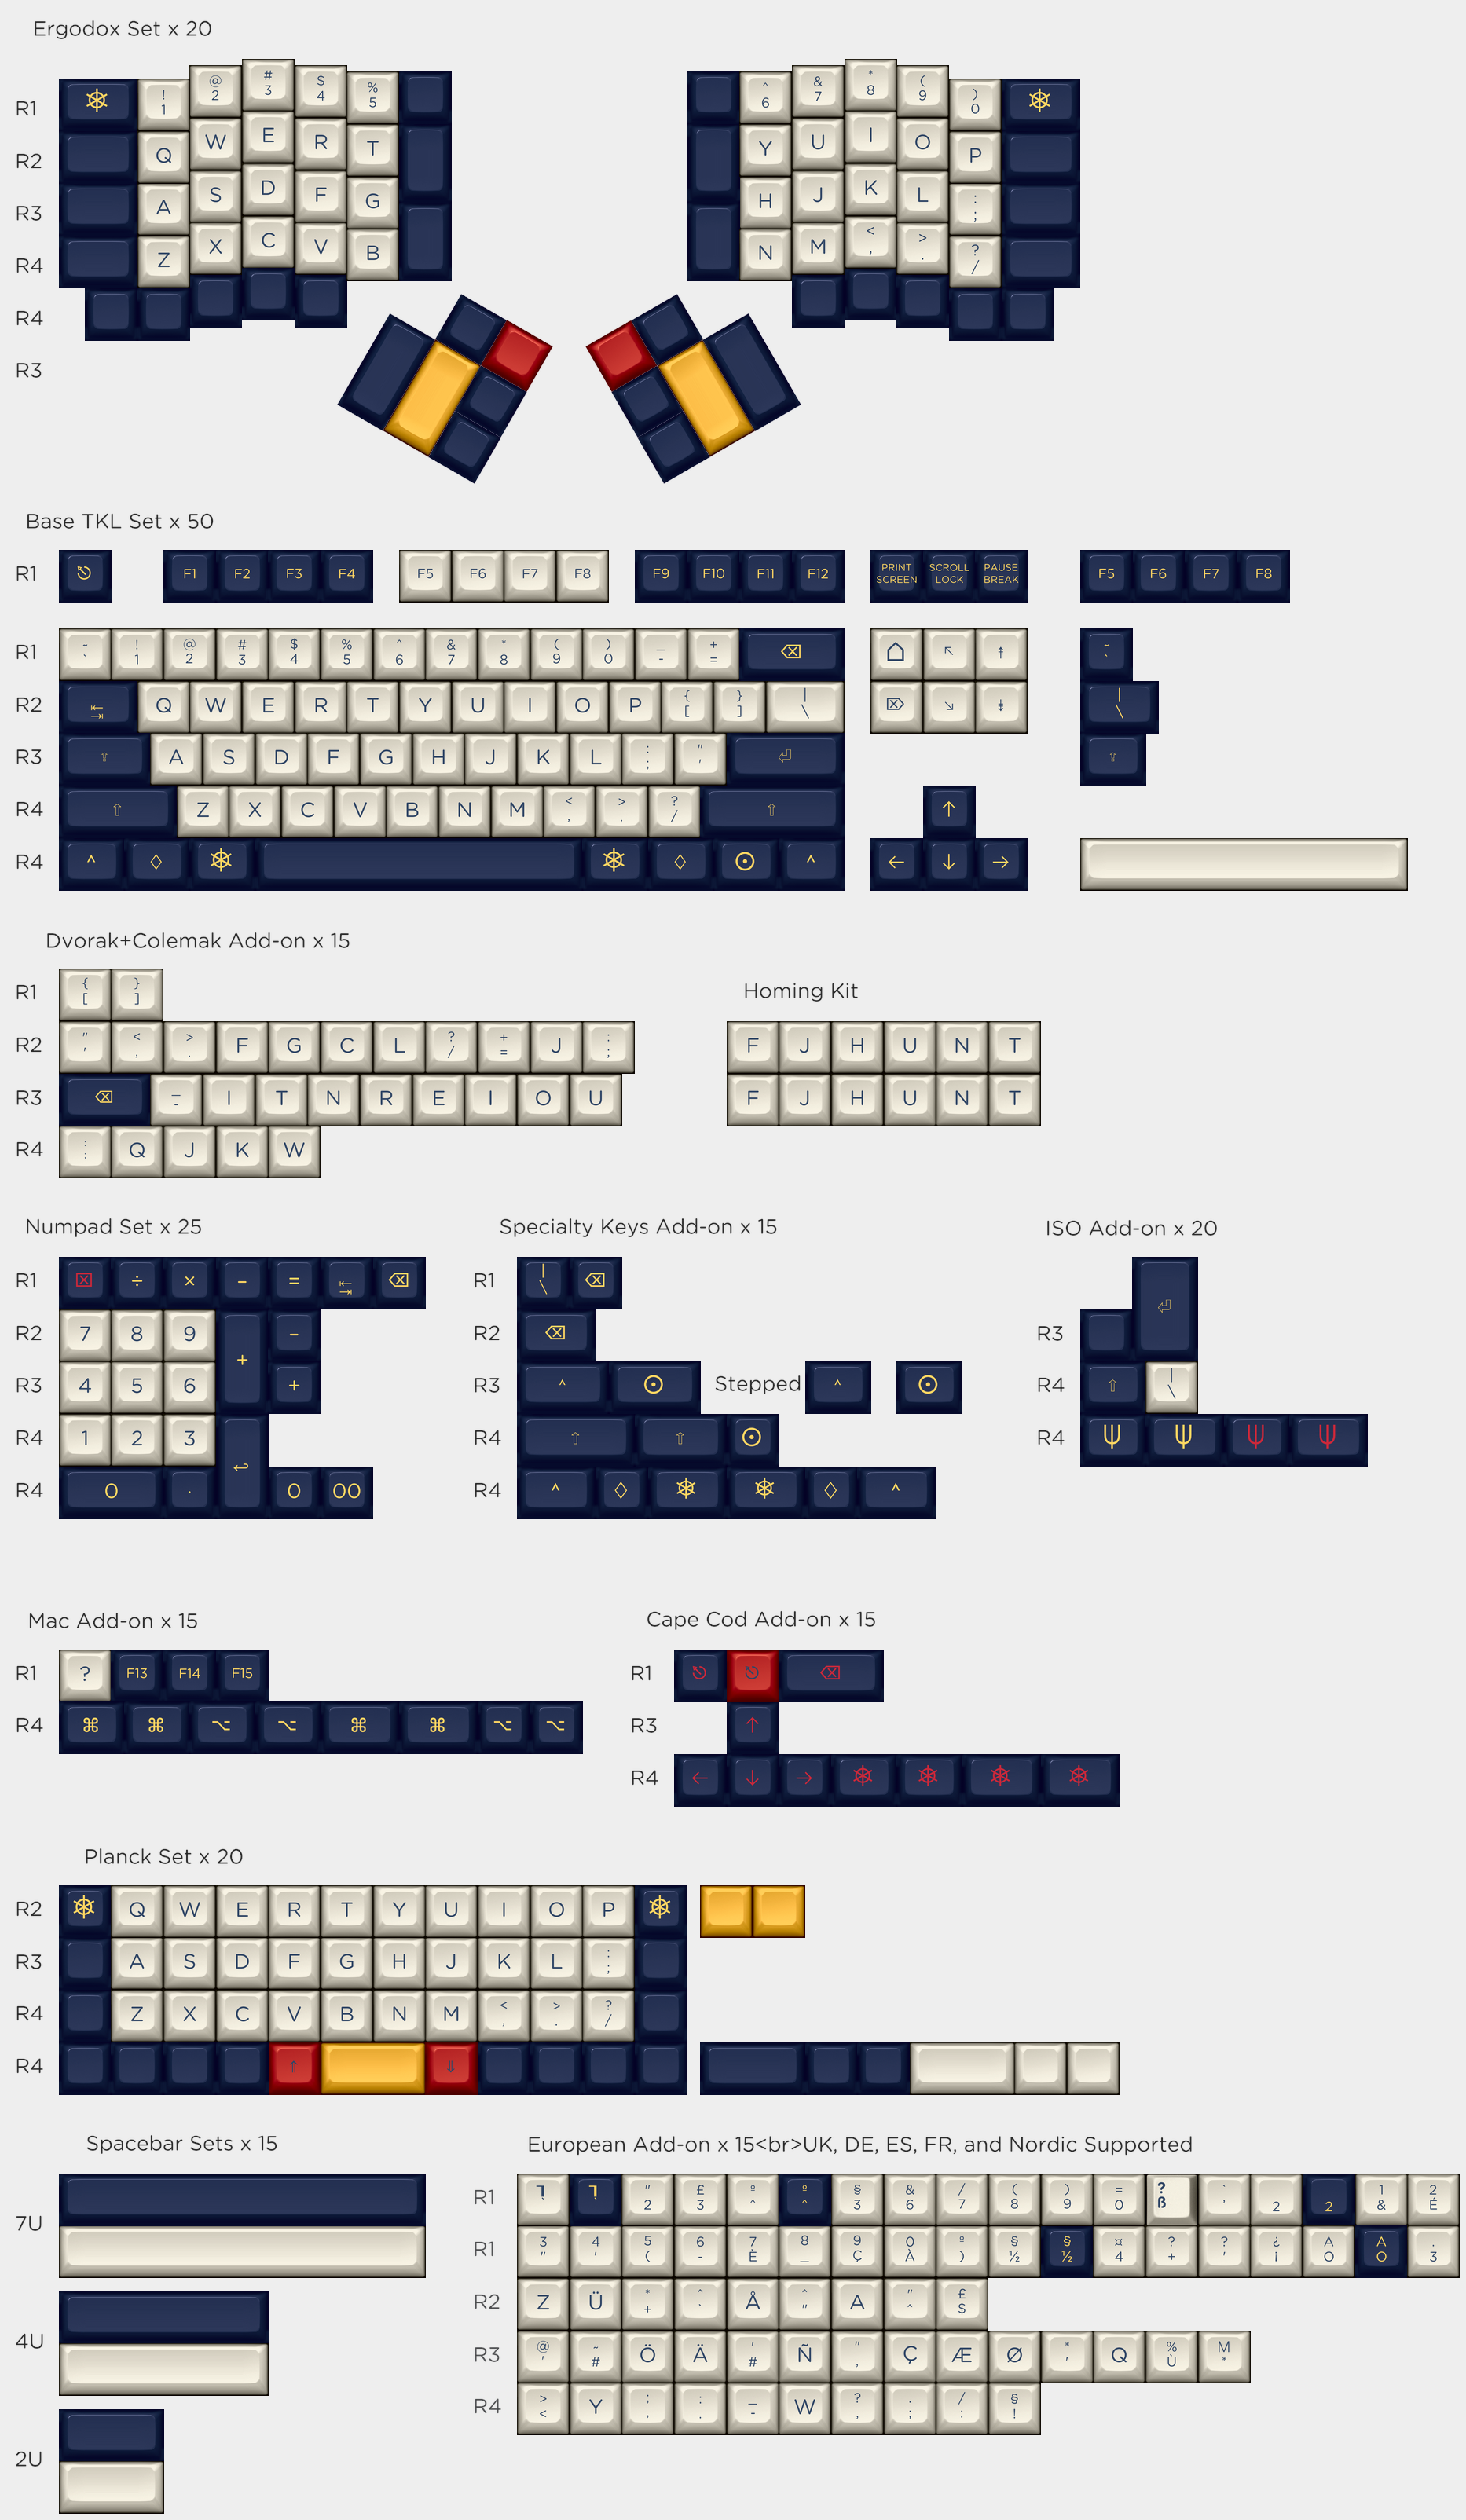 Ergodox Set x 20
R1 ! 1 @ 2 # 3 $ 4 % 5 ^ 6 & 7 * 8 ( 9 ) 0
R2 Q W E R T Y U I O P
R3 A S D F G H J K L : ;
R4 Z X C V B N M < , > . ? /
R4
R3
Base TKL Set x 50
R1 F1 F2 F3 F4 F5 F6 F7 F8 F9 F10 F11 F12 PRINT SCREEN SCROLL LOCK PAUSE BREAK F5 F6 F7 F8
R1 ~ ` ! 1 @ 2 # 3 $ 4 % 5 ^ 6 & 7 * 8 ( 9 ) 0 _ - + = ⌫ ⌂ ↖ ⇞ ~ `
R2 ⇤ ⇥ Q W E R T Y U I O P { [ } ] | \ ⌦ ↘ ⇟ | \
R3 ⇧ A S D F G H J K L : ; " ' ⏎ ⇧
R4 ⇧ Z X C V B N M < , > . ? / ⇧ ↑
R4 ^ ◊ ⎈ ⎈ ◊ ⊙ ^ ← ↓ →
Dvorak+Colemak Add-on x 15
R1 { [ } ]
Homing Kit
R2 " ' < , > . F G C L ? / + = J : ; F J H U N T
R3 ⌫ _ - I T N R E I O U F J H U N T
R4 : ; Q J K W
Numpad Set x 25
R1 ⌧ ÷ × – = ⇤ ⇥ ⌫
R2 7 8 9 + –
R3 4 5 6 +
R4 1 2 3 ↩
R4 0 . 0 00
Specialty Keys Add-on x 15
R1 | \ ⌫
R2 ⌫
R3 ^ ⊙ Stepped ^ ⊙
R4 ⇧ ⇧ ⊙
R4 ^ ◊ ⎈ ⎈ ◊ ^
ISO Add-on x 20
R3 ⏎
R4 ⇧ | \
R4 Ψ Ψ Ψ Ψ
Mac Add-on x 15
R1 ? F13 F14 F15
R4 ⌘ ⌘ ⌥ ⌥ ⌘ ⌘ ⌥ ⌥
Cape Cod Add-on x 15
R1 ⌫
R3 ↑
R4 ← ↓ → ⎈ ⎈ ⎈ ⎈
Planck Set x 20
R2 ⎈ Q W E R T Y U I O P ⎈
R3 A S D F G H J K L : ;
R4 Z X C V B N M < , > . ? /
R4 ⇑ ⇓
Spacebar Sets x 15
7U
4U
2U
European Add-on x 15<br>UK, DE, ES, FR, and Nordic Supported
R1 " 2 £ 3 º ^ º ^ § 3 & 6 / 7 ( 8 ) 9 = 0 ? ß ` ' 2 2 1 & 2 É
R1 3 " 4 ' 5 ( 6 - 7 È 8 _ 9 Ç 0 À º ) § ½ § ½ ¤ 4 ? + ? ' ¿ ¡ A O A O . 3
R2 Z Ü * + ^ ` Å ^ " A " ^ £ $
R3 @ ' ~ # Ö Ä ' # Ñ " , Ç Æ Ø * ' Q % Ù M *
R4 > < Y ; , : . _ - W ? , . ; / : § !